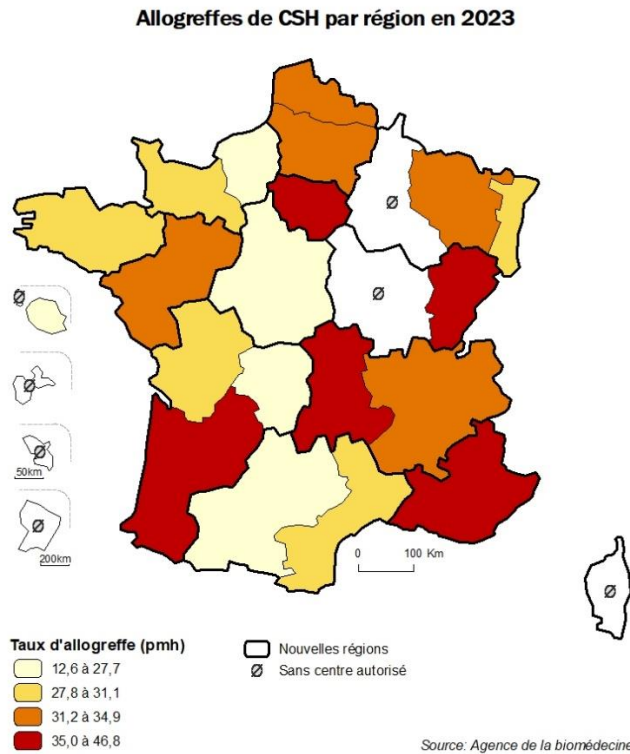 Allogreffes de CSH par région en 2023
50km
200km
0 100 Km
Taux d'allogreffe (pmh)
12,6 à 27,7
27,8 à 31,1
31,2 à 34,9
35,0 à 46,8
Nouvelles régions
Sans centre autorisé
Source: Agence de la biomédecine